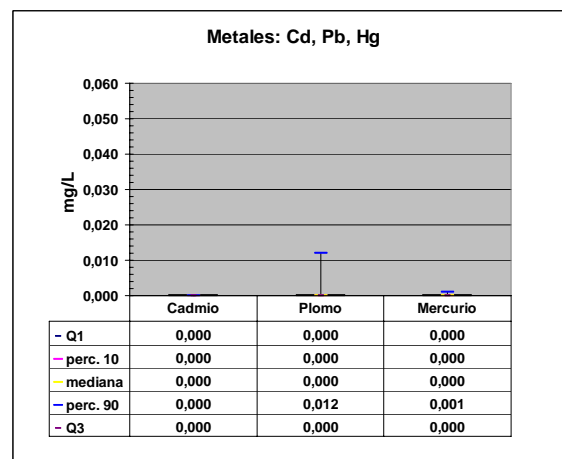 Metales: Cd, Pb, Hg
mg/L
0,060
0,050
0,040
0,030
0,020
0,010
0,000
Cadmio Plomo Mercurio
Q1 0,000 0,000 0,000
perc. 10 0,000 0,000 0,000
mediana 0,000 0,000 0,000
perc. 90 0,000 0,012 0,001
Q3 0,000 0,000 0,000